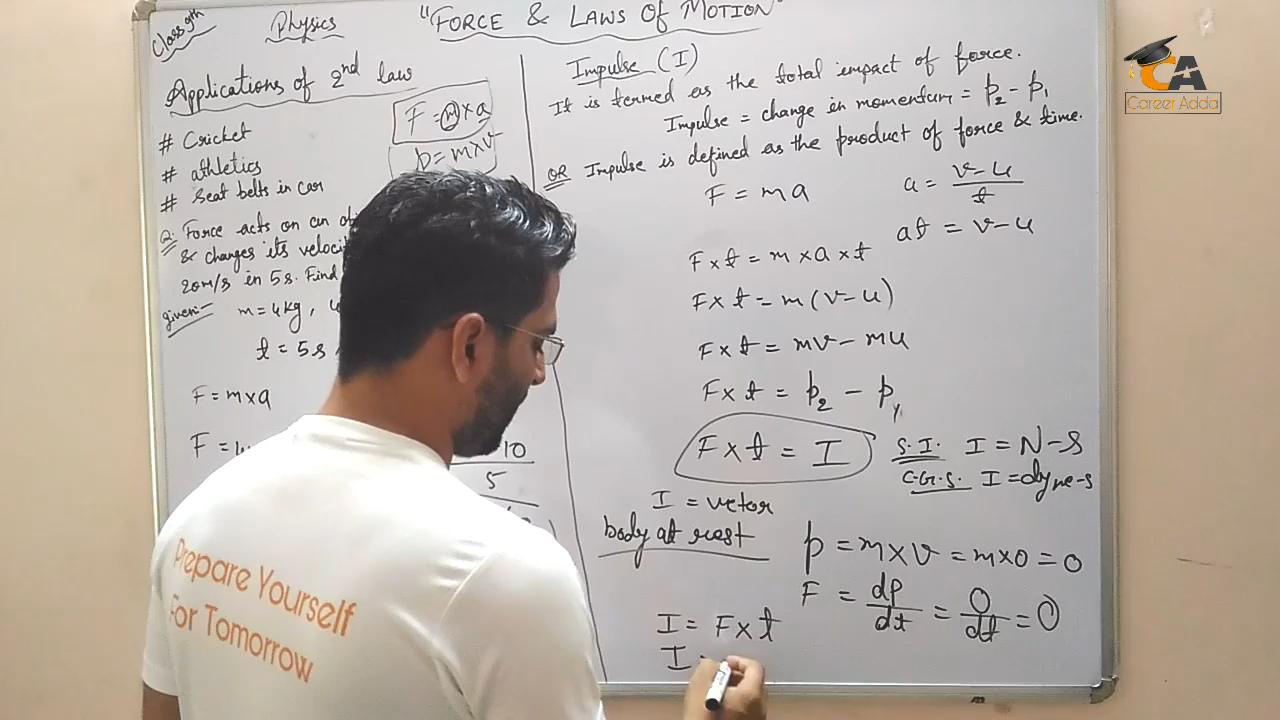 Class 9th
Physics
"FORCE & LAWS OF MOTION"
Applications of 2nd law
# Cricket
# athletics
# Seat belts in car
F = m × a
p = m × v
Q:- Force acts on an
& changes its
20m/s in 5s. Find
given:- m = 4kg,
t = 5s
F = m × a
F =
10
5
Impulse (I)
It is termed as the total impact of force.
Impulse = change in momentum = p2 - p1
OR Impulse is defined as the product of force & time.
F = ma
a = v - u / t
at = v - u
F × t = m × a × t
F × t = m (v - u)
F × t = mv - mu
F × t = p2 - p1
F × t = I
S.I. I = N-s
C.G.S. I = dyne-s
I = vector
body at rest
p = m × v = m × 0 = 0
F = dp/dt = 0/dt = 0
I = F × t
I
CA
Career Adda
Prepare Yourself
For Tomorrow